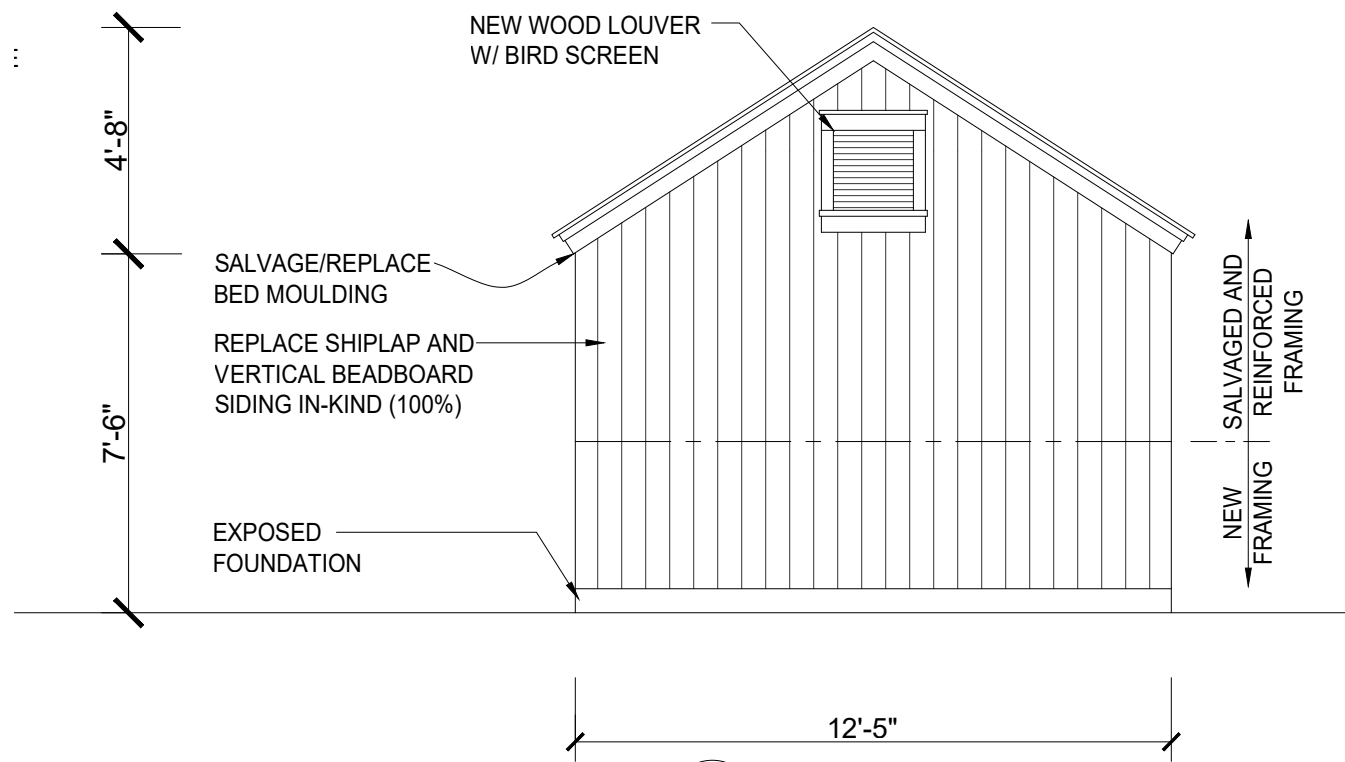 NEW WOOD LOUVER
W/ BIRD SCREEN
4'-8"
SALVAGE/REPLACE
BED MOULDING
REPLACE SHIPLAP AND
VERTICAL BEADBOARD
SIDING IN-KIND (100%)
7'-6"
EXPOSED
FOUNDATION
SALVAGED AND
REINFORCED
FRAMING
NEW
FRAMING
12'-5"